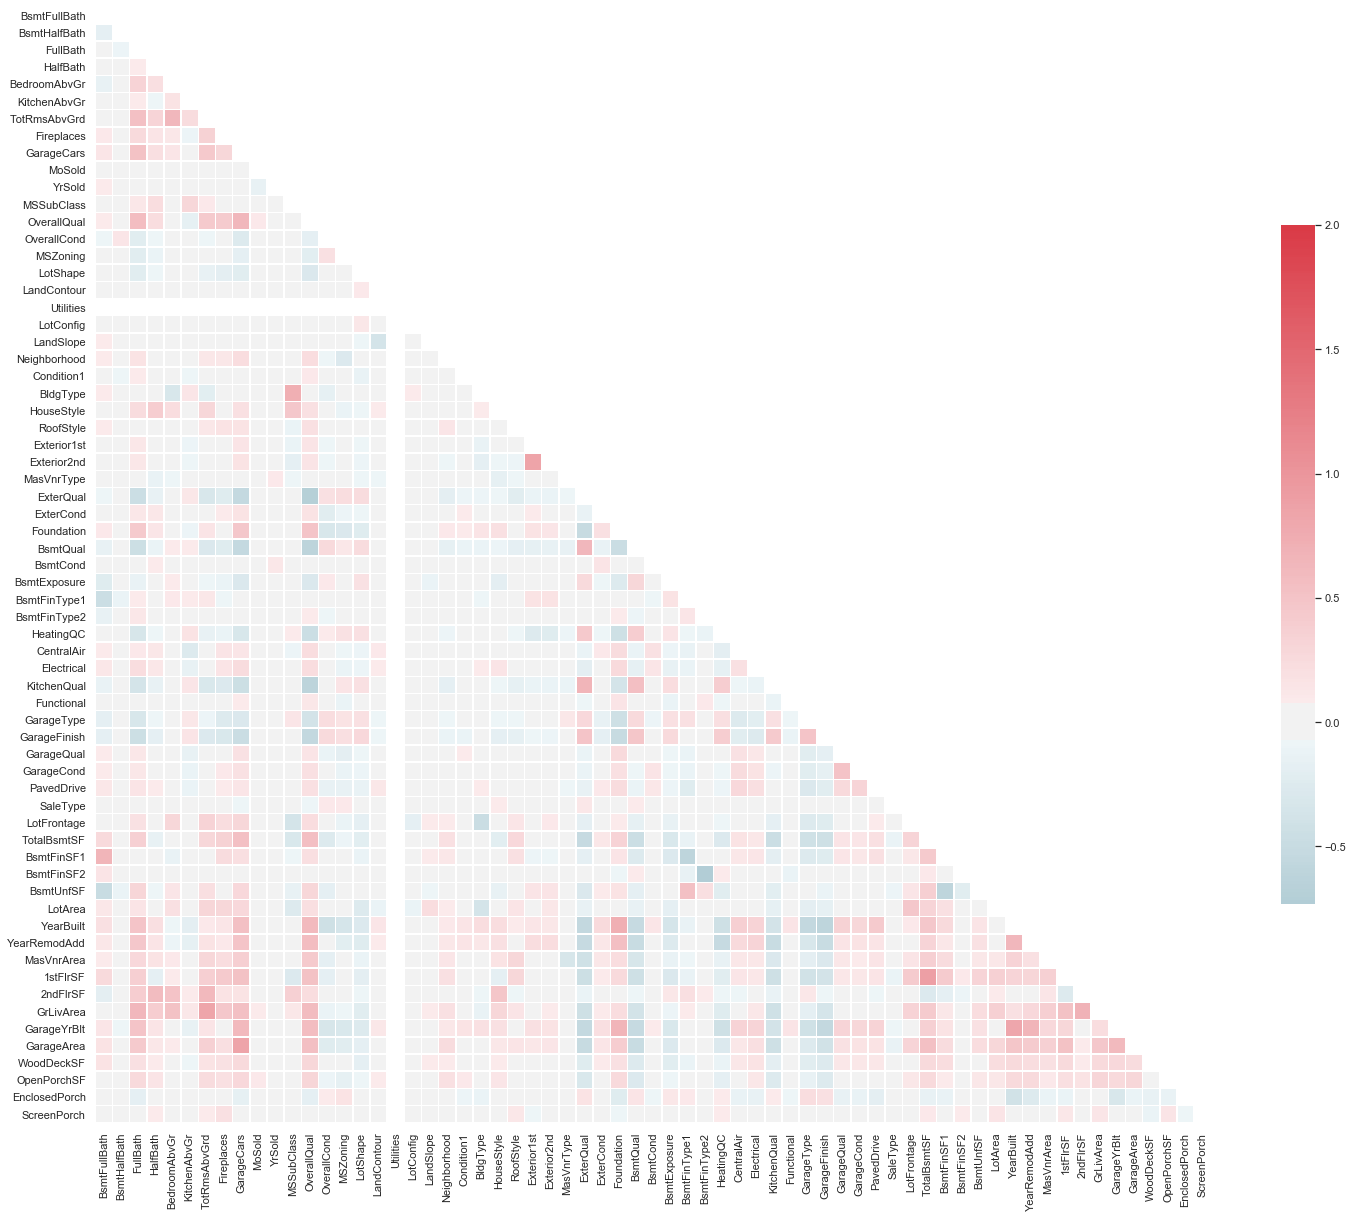 BsmtFullBath
BsmtHalfBath
FullBath
HalfBath
BedroomAbvGr
KitchenAbvGr
TotRmsAbvGrd
Fireplaces
GarageCars
MoSold
YrSold
MSSubClass
OverallQual
OverallCond
MSZoning
LotShape
LandContour
Utilities
LotConfig
LandSlope
Neighborhood
Condition1
BldgType
HouseStyle
RoofStyle
Exterior1st
Exterior2nd
MasVnrType
ExterQual
ExterCond
Foundation
BsmtQual
BsmtCond
BsmtExposure
BsmtFinType1
BsmtFinType2
HeatingQC
CentralAir
Electrical
KitchenQual
Functional
GarageType
GarageFinish
GarageQual
GarageCond
PavedDrive
SaleType
LotFrontage
TotalBsmtSF
BsmtFinSF1
BsmtFinSF2
BsmtUnfSF
LotArea
YearBuilt
YearRemodAdd
MasVnrArea
1stFlrSF
2ndFlrSF
GrLivArea
GarageYrBlt
GarageArea
WoodDeckSF
OpenPorchSF
EnclosedPorch
ScreenPorch
BsmtFullBath
BsmtHalfBath
FullBath
HalfBath
BedroomAbvGr
KitchenAbvGr
TotRmsAbvGrd
Fireplaces
GarageCars
MoSold
YrSold
MSSubClass
OverallQual
OverallCond
MSZoning
LotShape
LandContour
Utilities
LotConfig
LandSlope
Neighborhood
Condition1
BldgType
HouseStyle
RoofStyle
Exterior1st
Exterior2nd
MasVnrType
ExterQual
ExterCond
Foundation
BsmtQual
BsmtCond
BsmtExposure
BsmtFinType1
BsmtFinType2
HeatingQC
CentralAir
Electrical
KitchenQual
Functional
GarageType
GarageFinish
GarageQual
GarageCond
PavedDrive
SaleType
LotFrontage
TotalBsmtSF
BsmtFinSF1
BsmtFinSF2
BsmtUnfSF
LotArea
YearBuilt
YearRemodAdd
MasVnrArea
1stFlrSF
2ndFlrSF
GrLivArea
GarageYrBlt
GarageArea
WoodDeckSF
OpenPorchSF
EnclosedPorch
ScreenPorch
2.0
1.5
1.0
0.5
0.0
−0.5